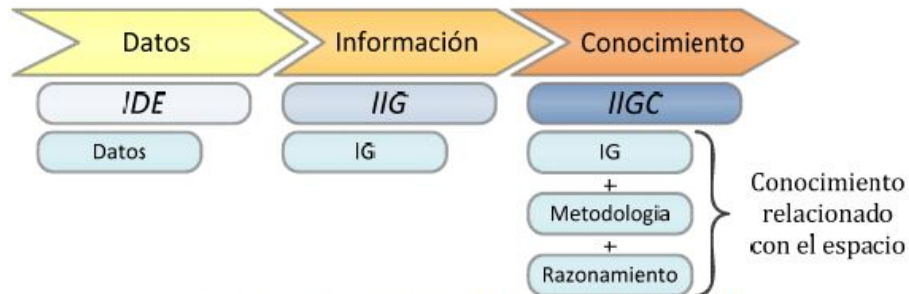 Datos
Información
Conocimiento
IDE
IIG
IIGC
Datos
IG
IG
+
Metodologia
+
Razonamiento
Conocimiento
relacionado
con el espacio